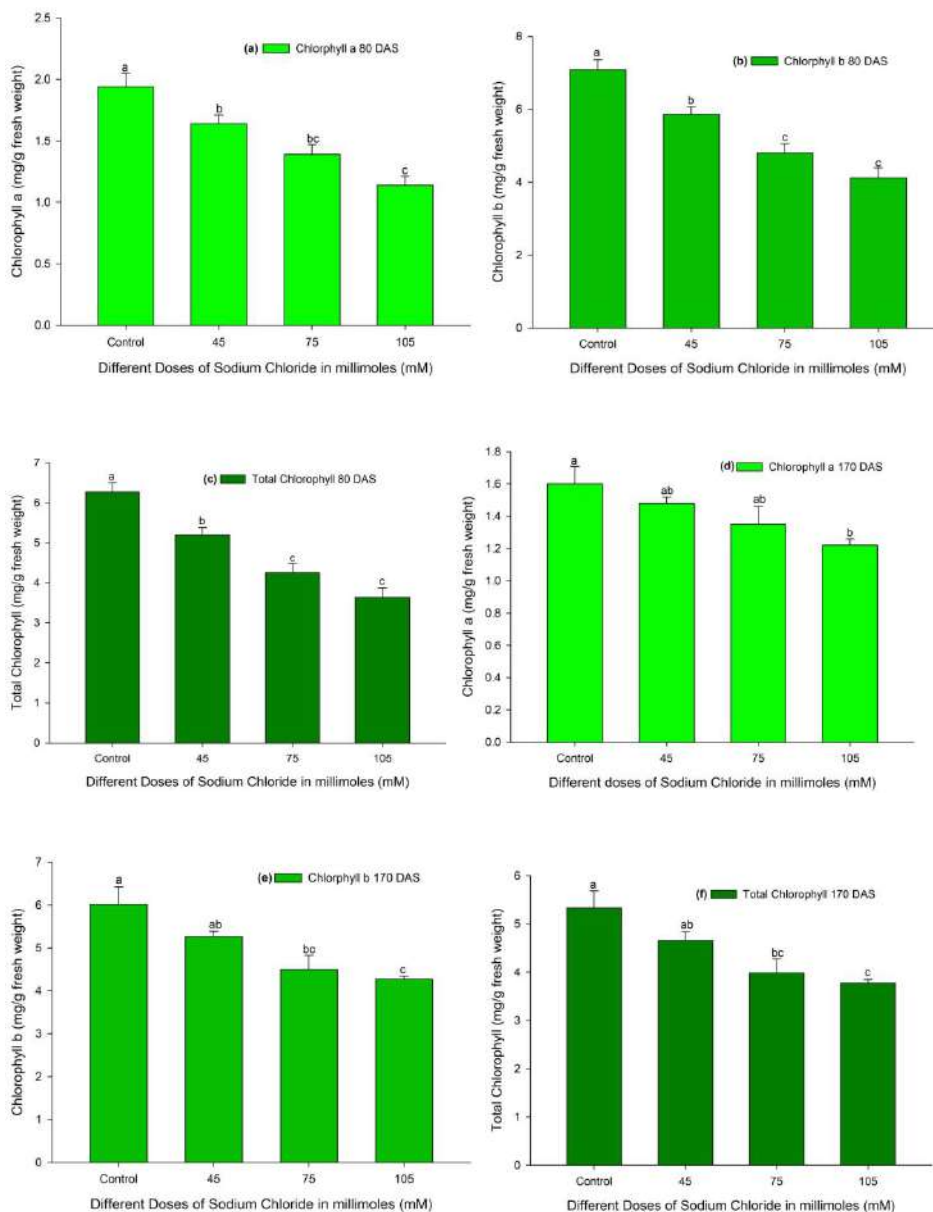 (a) Chlorphyll a 80 DAS
Chlorophyll a (mg/g fresh weight)
2.5
2.0
1.5
1.0
0.5
0.0
a
b
bc
c
Control 45 75 105
Different Doses of Sodium Chloride in millimoles (mM)
(b) Chlorphyll b 80 DAS
Chlorophyll b (mg/g fresh weight)
8
6
4
2
0
a
b
c
c
Control 45 75 105
Different Doses of Sodium Chloride in millimoles (mM)
(c) Total Chlorophyll 80 DAS
Total Chlorophyll (mg/g fresh weight)
7
6
5
4
3
2
1
0
a
b
c
c
Control 45 75 105
Different Doses of Sodium Chloride in millimoles (mM)
(d) Chlorophyll a 170 DAS
Chlorophyll a (mg/g fresh weight)
1.8
1.6
1.4
1.2
1.0
0.8
0.6
0.4
0.2
0.0
a
ab
ab
b
Control 45 75 105
Different doses of Sodium Chloride in millimoles (mM)
(e) Chlorphyll b 170 DAS
Chlorophyll b (mg/g fresh weight)
7
6
5
4
3
2
1
0
a
ab
bc
c
Control 45 75 105
Different Doses of Sodium Chloride in millimoles (mM)
(f) Total Chlorophyll 170 DAS
Total Chlorophyll (mg/g fresh weight)
6
5
4
3
2
1
0
a
ab
bc
c
Control 45 75 105
Different Doses of Sodium Chloride in millimoles (mM)